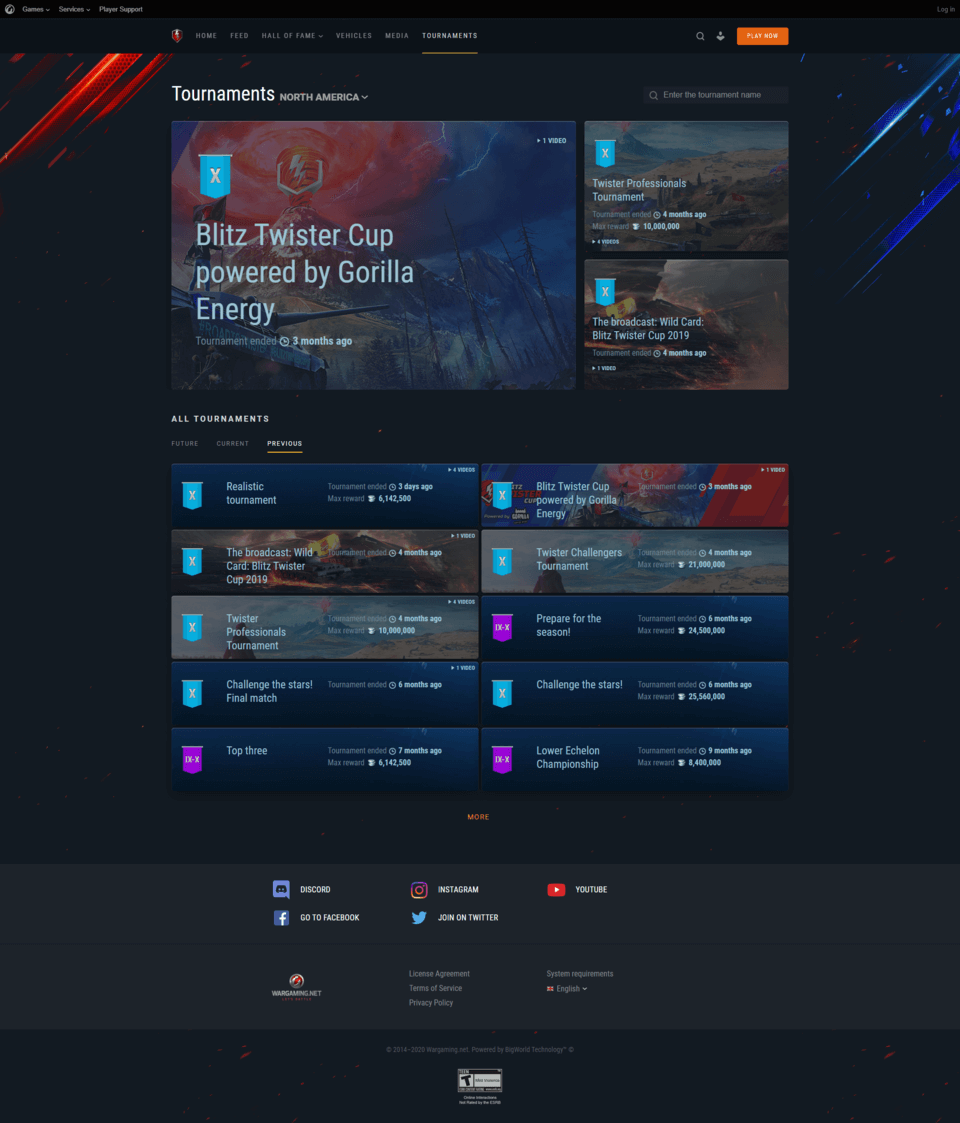 Games Services Player Support Log in
HOME FEED HALL OF FAME VEHICLES MEDIA TOURNAMENTS PLAY NOW
Tournaments NORTH AMERICA Enter the tournament name
1 VIDEO
X
Blitz Twister Cup
powered by Gorilla
Energy
Tournament ended 3 months ago
X
Twister Professionals
Tournament
Tournament ended 4 months ago
Max reward 10,000,000
4 VIDEOS
X
The broadcast: Wild Card:
Blitz Twister Cup 2019
Tournament ended 4 months ago
1 VIDEO
ALL TOURNAMENTS
FUTURE CURRENT PREVIOUS
4 VIDEOS
X
Realistic
tournament
Tournament ended 3 days ago
Max reward 6,142,500
1 VIDEO
X
Blitz Twister Cup
powered by Gorilla
Energy
Tournament ended 3 months ago
1 VIDEO
X
The broadcast: Wild
Card: Blitz Twister
Cup 2019
Tournament ended 4 months ago
X
Twister Challengers
Tournament
Tournament ended 4 months ago
Max reward 21,000,000
4 VIDEOS
X
Twister
Professionals
Tournament
Tournament ended 4 months ago
Max reward 10,000,000
IX-X
Prepare for the
season!
Tournament ended 6 months ago
Max reward 24,500,000
1 VIDEO
X
Challenge the stars!
Final match
Tournament ended 6 months ago
X
Challenge the stars!
Tournament ended 6 months ago
Max reward 25,560,000
IX-X
Top three
Tournament ended 7 months ago
Max reward 6,142,500
IX-X
Lower Echelon
Championship
Tournament ended 9 months ago
Max reward 8,400,000
MORE
DISCORD INSTAGRAM YOUTUBE
GO TO FACEBOOK JOIN ON TWITTER
WARGAMING.NET
LET'S BATTLE
License Agreement
Terms of Service
Privacy Policy
System requirements
English
© 2014–2020 Wargaming.net. Powered by BigWorld Technology™ ©
TEEN
T
Mild Violence
Online Interactions
Not Rated by the ESRB